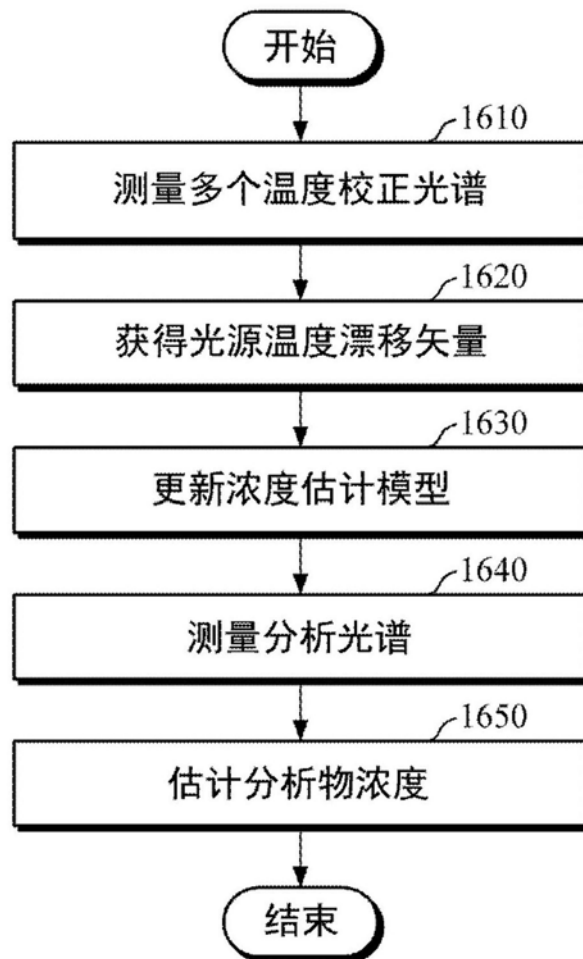 开始
1610
测量多个温度校正光谱
1620
获得光源温度漂移矢量
1630
更新浓度估计模型
1640
测量分析光谱
1650
估计分析物浓度
结束